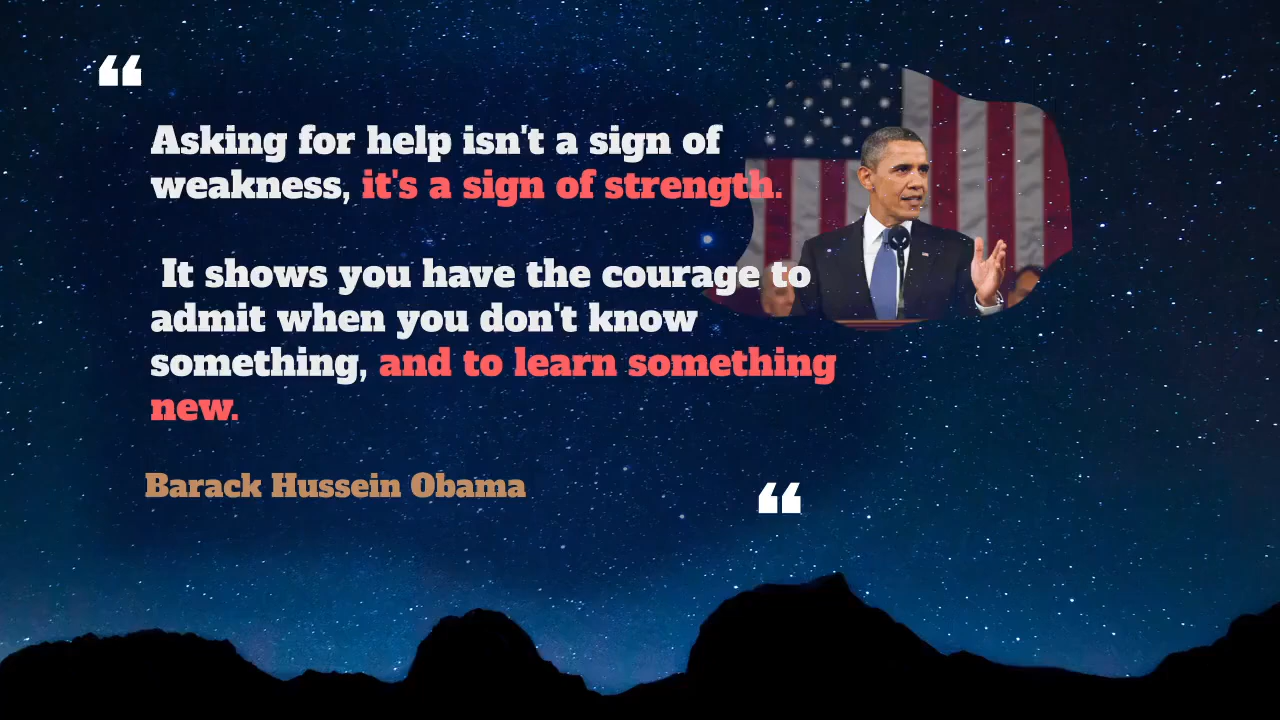 ❝
Asking for help isn't a sign of
weakness, it's a sign of strength.
It shows you have the courage to
admit when you don't know
something, and to learn something
new.
Barack Hussein Obama
❝